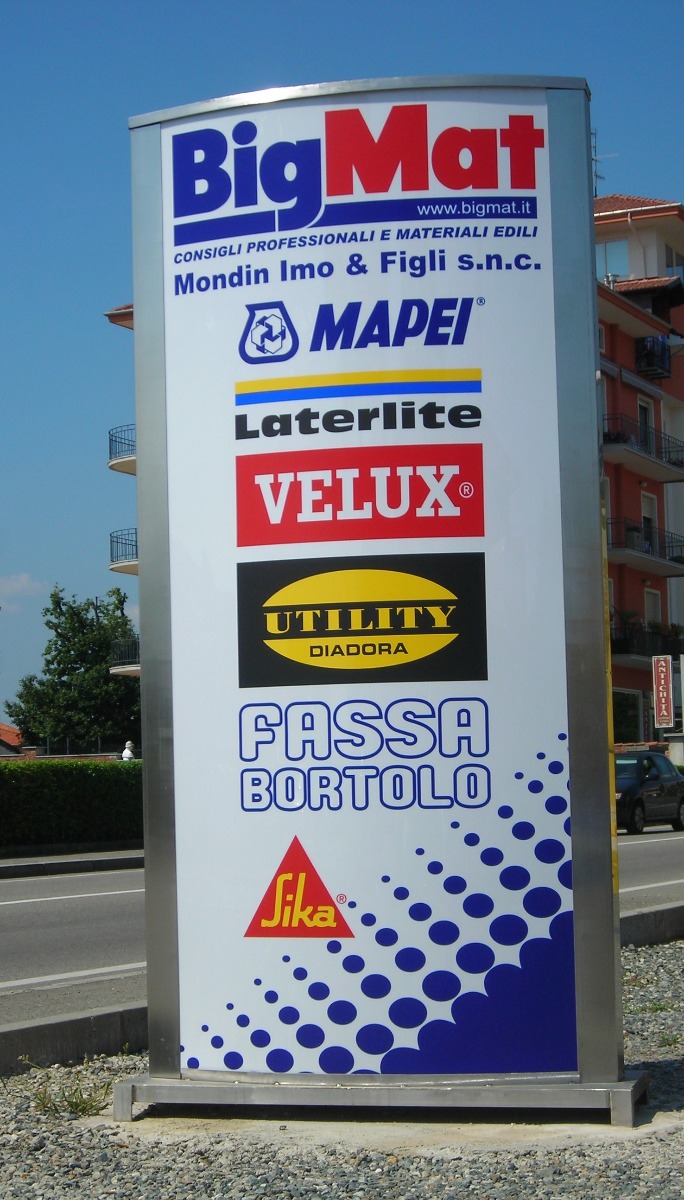 BigMat
www.bigmat.it
CONSIGLI PROFESSIONALI E MATERIALI EDILI
Mondin Imo & Figli s.n.c.
MAPEI®
Laterlite
VELUX®
UTILITY
DIADORA
FASSA
BORTOLO
Sika®
ANTICHITÀ